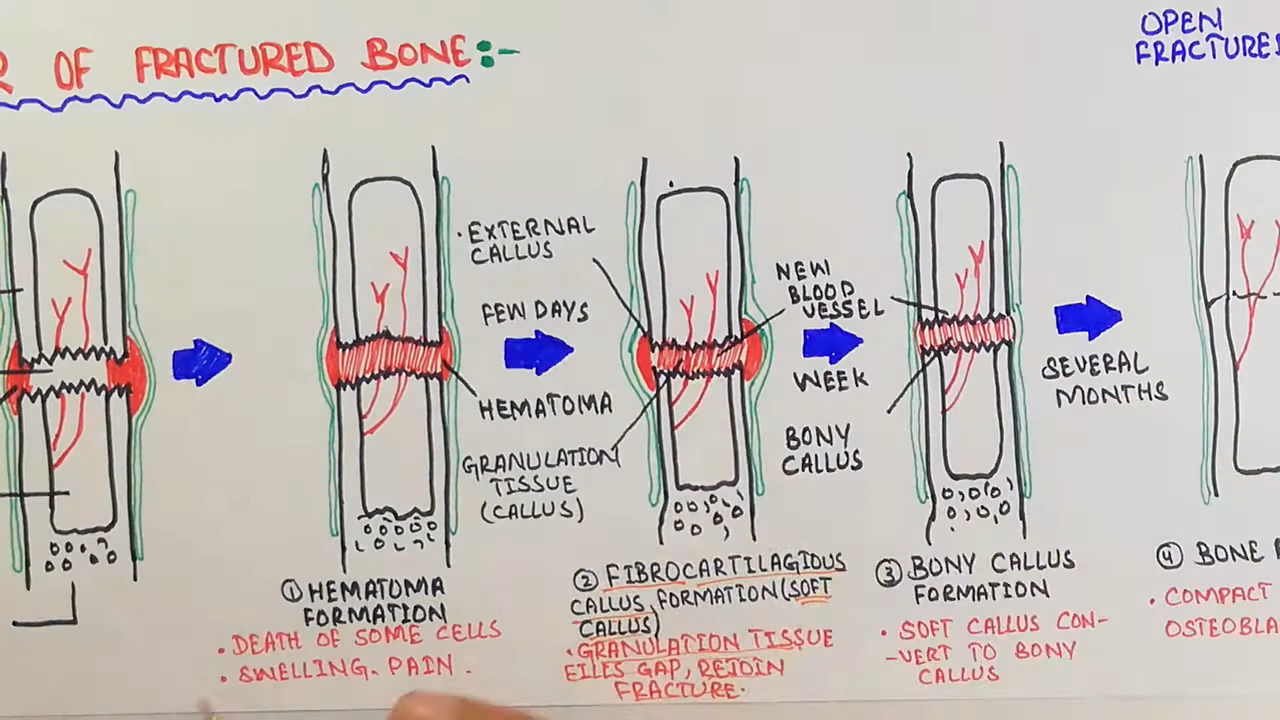 OF FRACTURED BONE:-
OPEN
FRACTURES
• EXTERNAL
CALLUS
FEW DAYS
HEMATOMA
GRANULATION
TISSUE
(CALLUS)
NEW
BLOOD
VESSEL
WEEK
BONY
CALLUS
SEVERAL
MONTHS
① HEMATOMA
FORMATION
• DEATH OF SOME CELLS
• SWELLING. PAIN.
② FIBROCARTILAGIOUS
CALLUS FORMATION (SOFT
CALLUS)
• GRANULATION TISSUE
FILLS GAP, REJOIN
FRACTURE.
③ BONY CALLUS
FORMATION
• SOFT CALLUS CON-
-VERT TO BONY
CALLUS
④ BONE
• COMPACT
OSTEOBLA